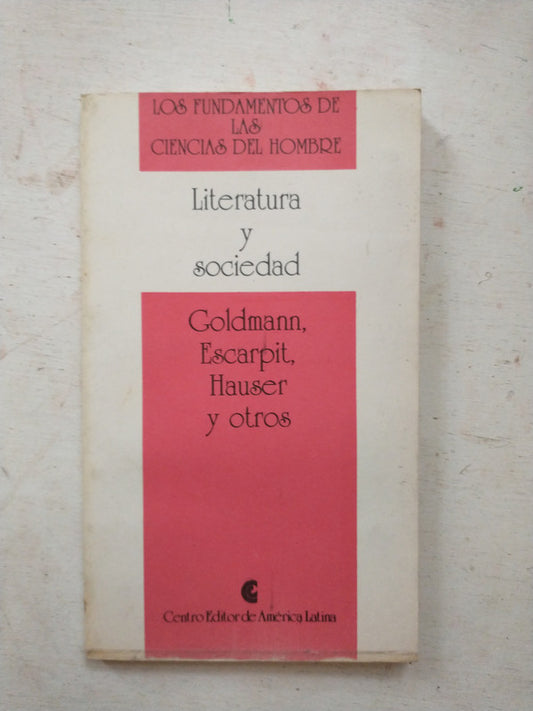 LOS FUNDAMENTOS DE
LAS
CIENCIAS DEL HOMBRE
Literatura
y
sociedad
Goldmann,
Escarpit,
Hauser
y otros
Centro Editor de América Latina